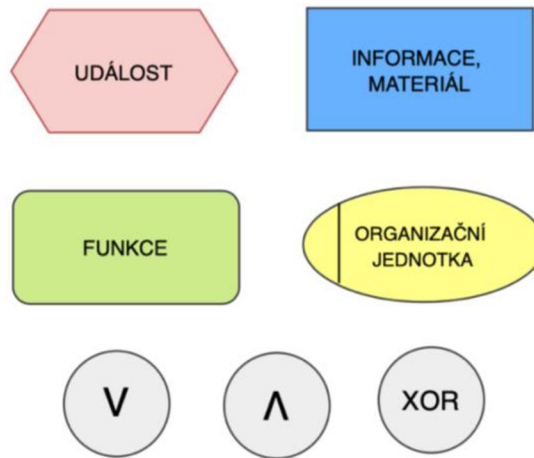 UDÁLOST
INFORMACE,
MATERIÁL
FUNKCE
ORGANIZAČNÍ
JEDNOTKA
V
Λ
XOR